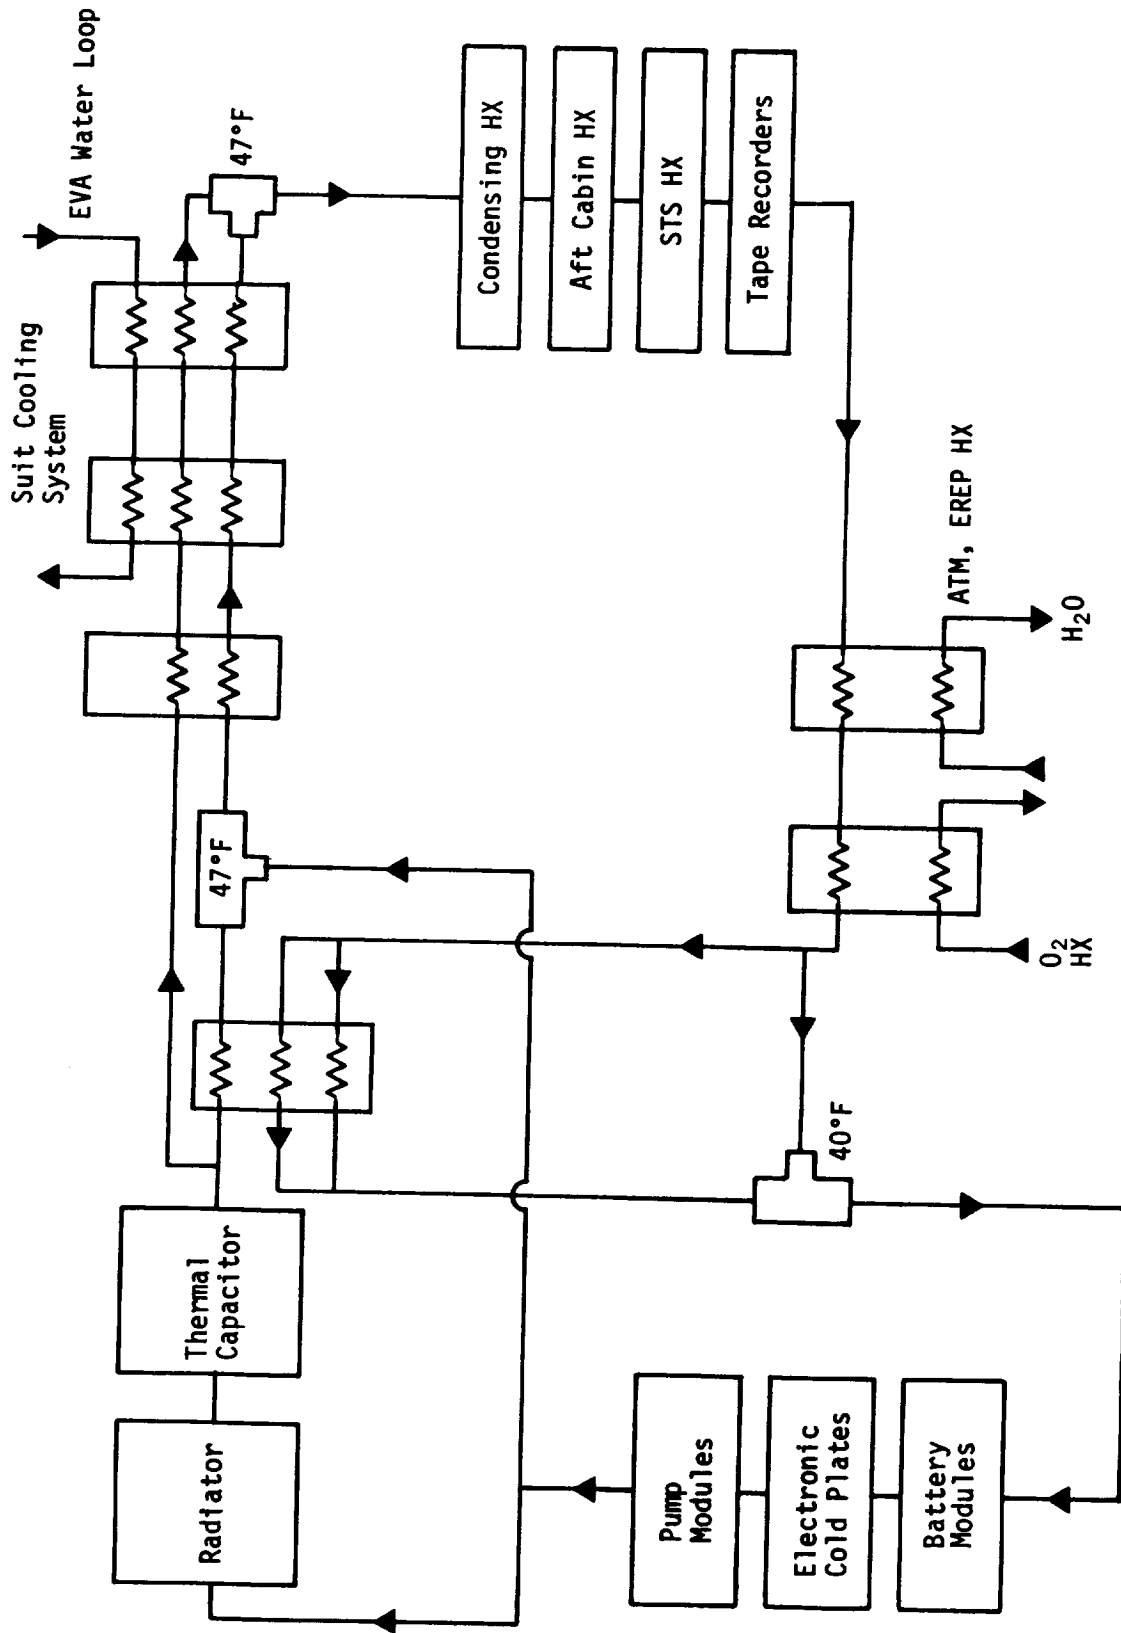 Suit Cooling
System
EVA Water Loop
47°F
47°F
Radiator
Thermal
Capacitor
Condensing HX
Aft Cabin HX
STS HX
Tape Recorders
40°F
ATM, EREP HX
H₂O
O₂
HX
Pump
Modules
Electronic
Cold Plates
Battery
Modules